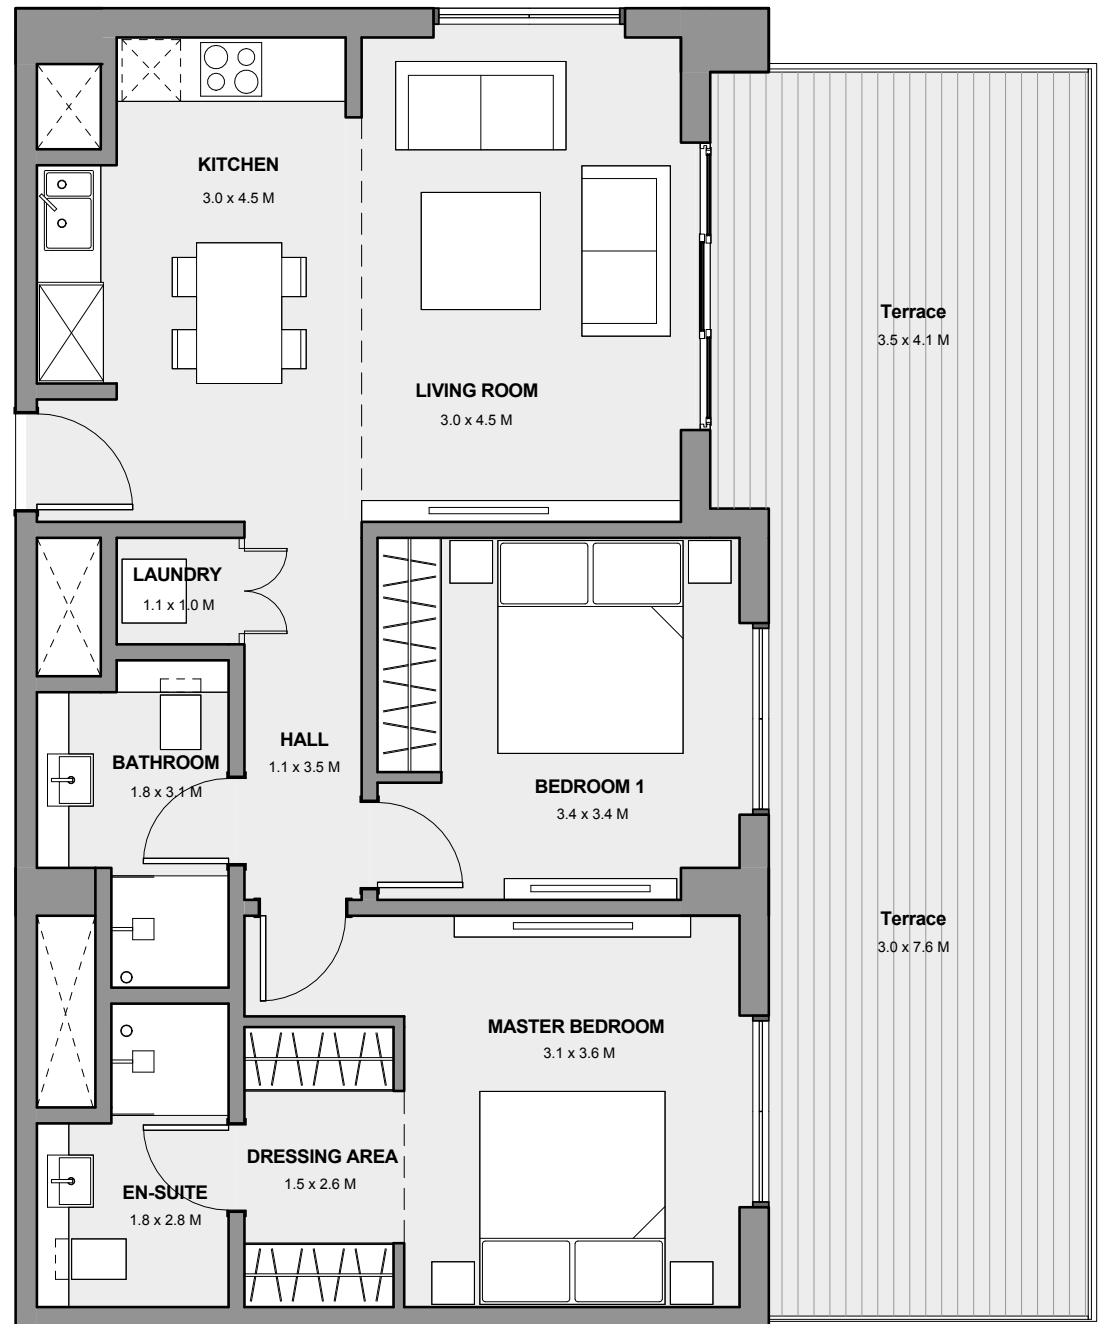 KITCHEN
3.0 x 4.5 M
Terrace
3.5 x 4.1 M
LIVING ROOM
3.0 x 4.5 M
LAUNDRY
1.1 x 1.0 M
HALL
1.1 x 3.5 M
BATHROOM
1.8 x 3.1 M
BEDROOM 1
3.4 x 3.4 M
Terrace
3.0 x 7.6 M
MASTER BEDROOM
3.1 x 3.6 M
DRESSING AREA
1.5 x 2.6 M
EN-SUITE
1.8 x 2.8 M